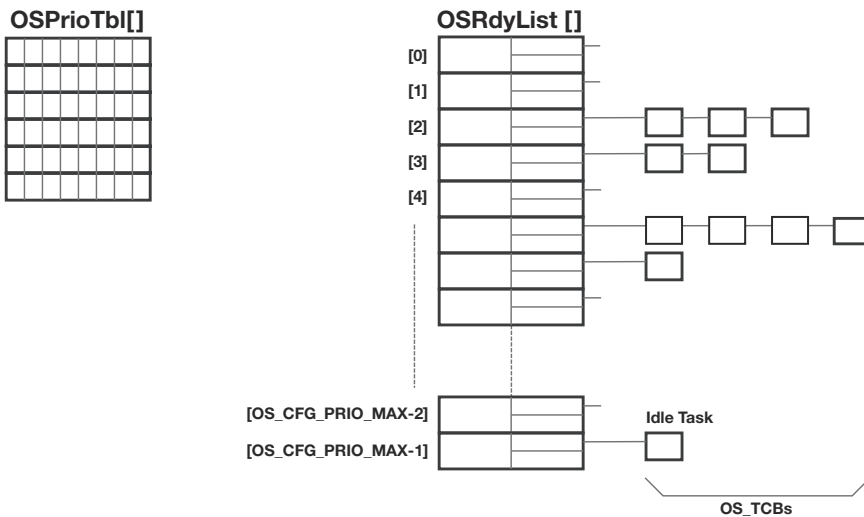 OSPrioTbl[]
OSRdyList []
[0]
[1]
[2]
[3]
[4]
[OS_CFG_PRIO_MAX-2]
Idle Task
[OS_CFG_PRIO_MAX-1]
OS_TCBs